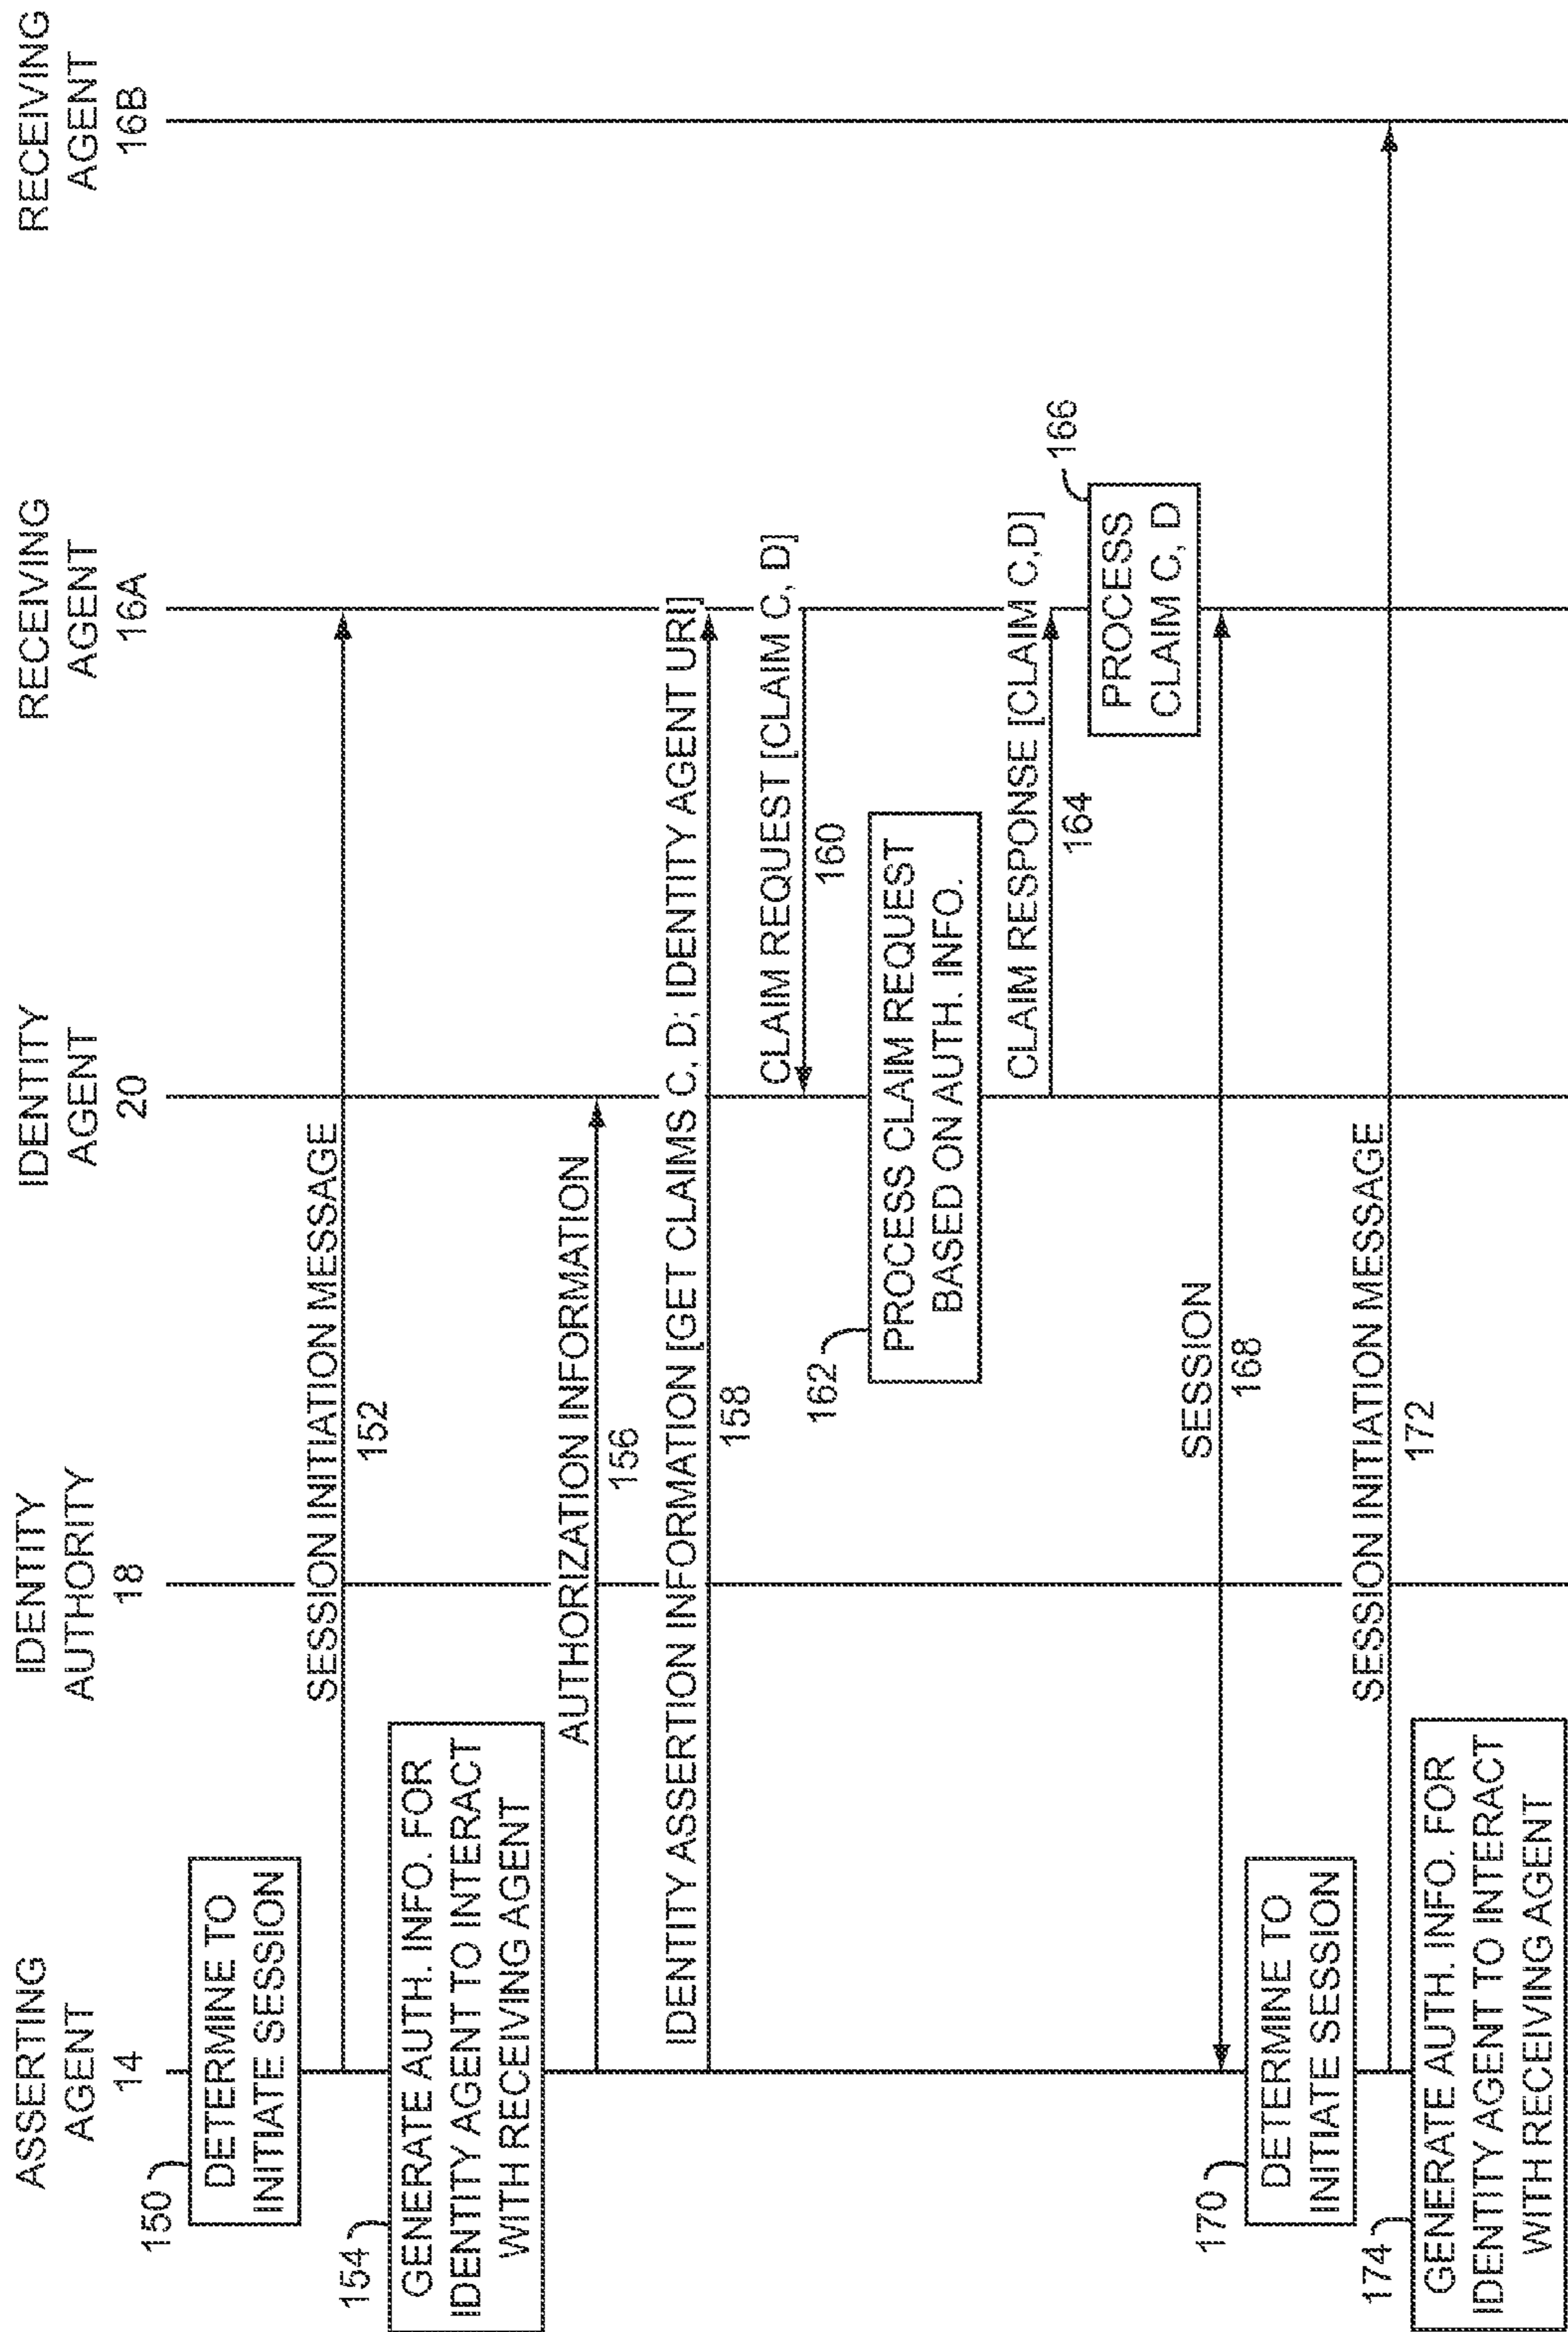 ASSERTING
AGENT
14
IDENTITY
AUTHORITY
18
IDENTITY
AGENT
20
RECEIVING
AGENT
16A
RECEIVING
AGENT
16B
150
DETERMINE TO
INITIATE SESSION
SESSION INITIATION MESSAGE
152
154
GENERATE AUTH. INFO. FOR
IDENTITY AGENT TO INTERACT
WITH RECEIVING AGENT
AUTHORIZATION INFORMATION
156
IDENTITY ASSERTION INFORMATION [GET CLAIMS C, D; IDENTITY AGENT URI]
158
CLAIM REQUEST [CLAIM C, D]
160
162
PROCESS CLAIM REQUEST
BASED ON AUTH. INFO.
CLAIM RESPONSE [CLAIM C,D]
164
166
PROCESS
CLAIM C, D
SESSION
168
170
DETERMINE TO
INITIATE SESSION
SESSION INITIATION MESSAGE
172
174
GENERATE AUTH. INFO. FOR
IDENTITY AGENT TO INTERACT
WITH RECEIVING AGENT